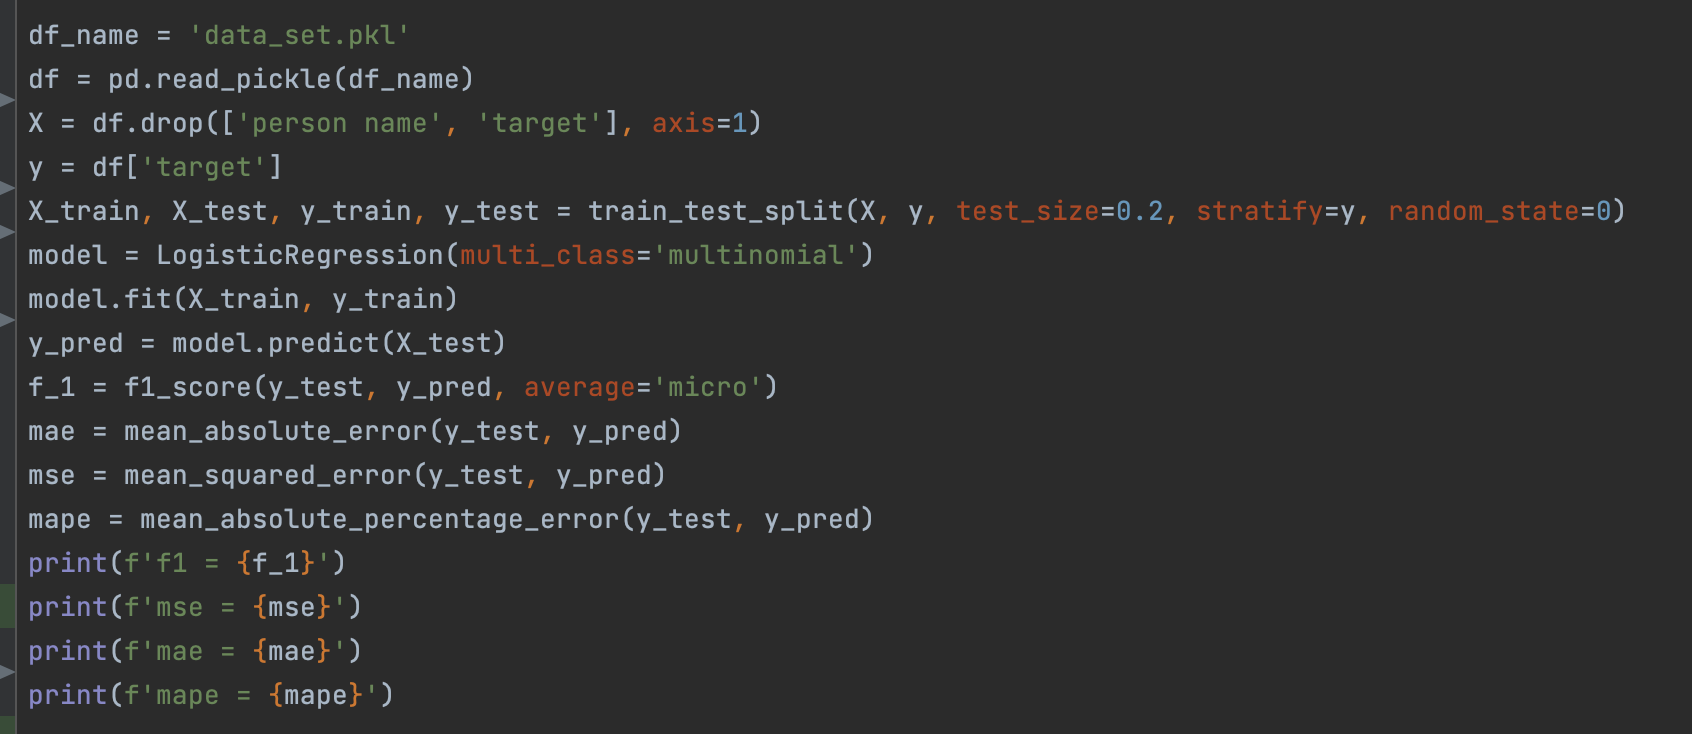 df_name = 'data_set.pkl'
df = pd.read_pickle(df_name)
X = df.drop(['person name', 'target'], axis=1)
y = df['target']
X_train, X_test, y_train, y_test = train_test_split(X, y, test_size=0.2, stratify=y, random_state=0)
model = LogisticRegression(multi_class='multinomial')
model.fit(X_train, y_train)
y_pred = model.predict(X_test)
f_1 = f1_score(y_test, y_pred, average='micro')
mae = mean_absolute_error(y_test, y_pred)
mse = mean_squared_error(y_test, y_pred)
mape = mean_absolute_percentage_error(y_test, y_pred)
print(f'f1 = {f_1}')
print(f'mse = {mse}')
print(f'mae = {mae}')
print(f'mape = {mape}')